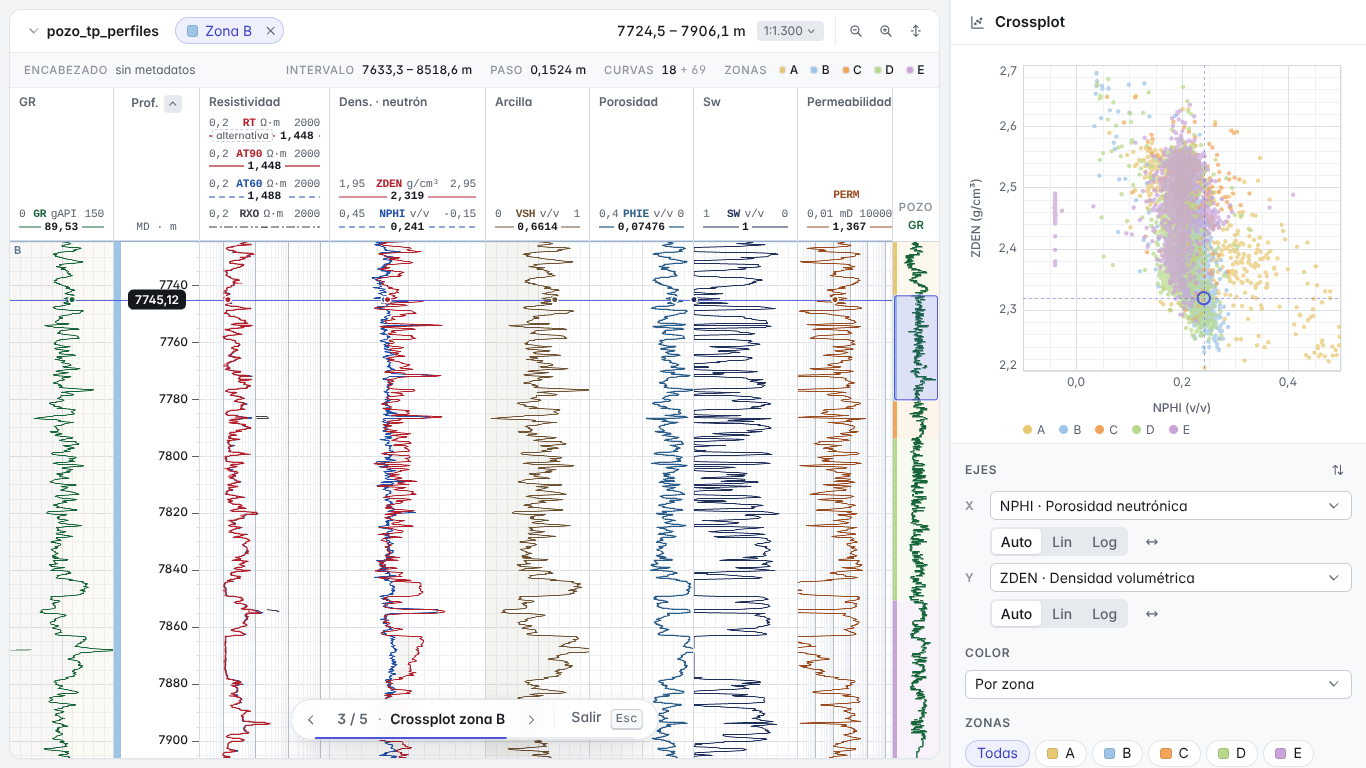 pozo_tp_perfiles Zona B 7724,5 – 7906,1 m 1:1.300
ENCABEZADO sin metadatos INTERVALO 7633,3 – 8518,6 m PASO 0,1524 m CURVAS 18 + 69 ZONAS A B C D E
GR Prof. Resistividad Dens. · neutrón Arcilla Porosidad Sw Permeabilidad
0,2 RT Ω·m 2000
alternativa 1,448
0,2 AT90 Ω·m 2000
1,448
0,2 AT60 Ω·m 2000 1,95 ZDEN g/cm³ 2,95
1,488 2,319 PERM
0 GR gAPI 150 0,2 RXO Ω·m 2000 0,45 NPHI v/v -0,15 0 VSH v/v 1 0,4 PHIE v/v 0 1 SW v/v 0 0,01 mD 10000 POZO
89,53 MD · m 0,241 0,6614 0,07476 1 1,367 GR
B
7740
7745,12
7760
7780
7800
7820
7840
7860
7880
7900
3 / 5 · Crossplot zona B Salir Esc
Crossplot
2,7
2,6
2,5
2,4
2,3
2,2
ZDEN (g/cm³)
0,0 0,2 0,4
NPHI (v/v)
A B C D E
EJES
X NPHI · Porosidad neutrónica
Auto Lin Log
Y ZDEN · Densidad volumétrica
Auto Lin Log
COLOR
Por zona
ZONAS
Todas A B C D E